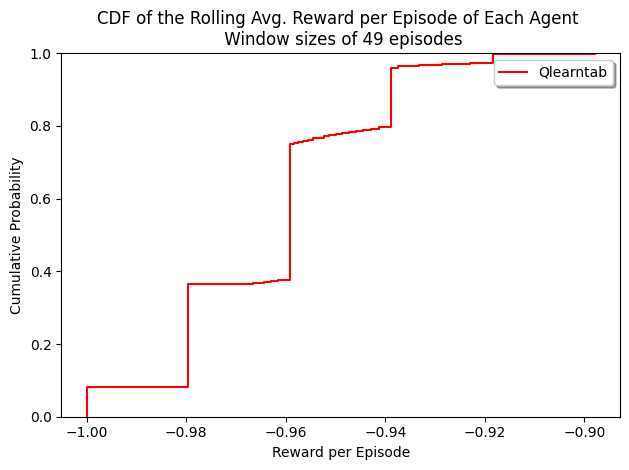 CDF of the Rolling Avg. Reward per Episode of Each Agent
Window sizes of 49 episodes
Qlearntab
Cumulative Probability
1.0
0.8
0.6
0.4
0.2
0.0
−1.00 −0.98 −0.96 −0.94 −0.92 −0.90
Reward per Episode